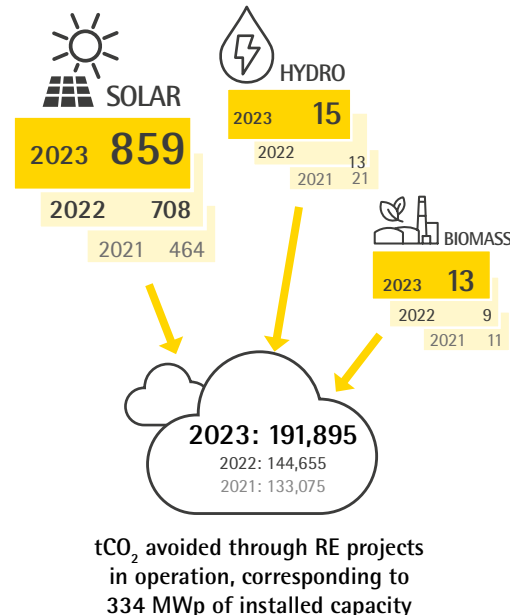 SOLAR
2023 859
2022 708
2021 464
HYDRO
2023 15
2022 13
2021 21
BIOMASS
2023 13
2022 9
2021 11
2023: 191,895
2022: 144,655
2021: 133,075
tCO₂ avoided through RE projects
in operation, corresponding to
334 MWp of installed capacity